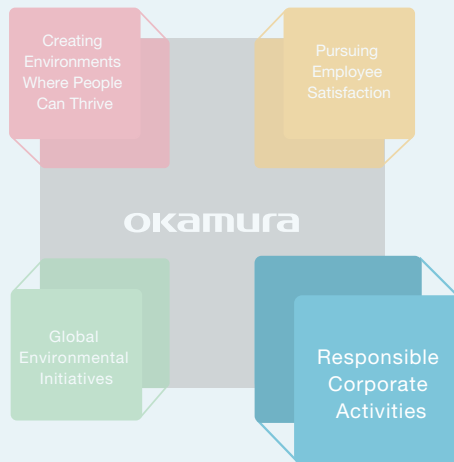 Creating
Environments
Where People
Can Thrive
Pursuing
Employee
Satisfaction
okamura
Global
Environmental
Initiatives
Responsible
Corporate
Activities